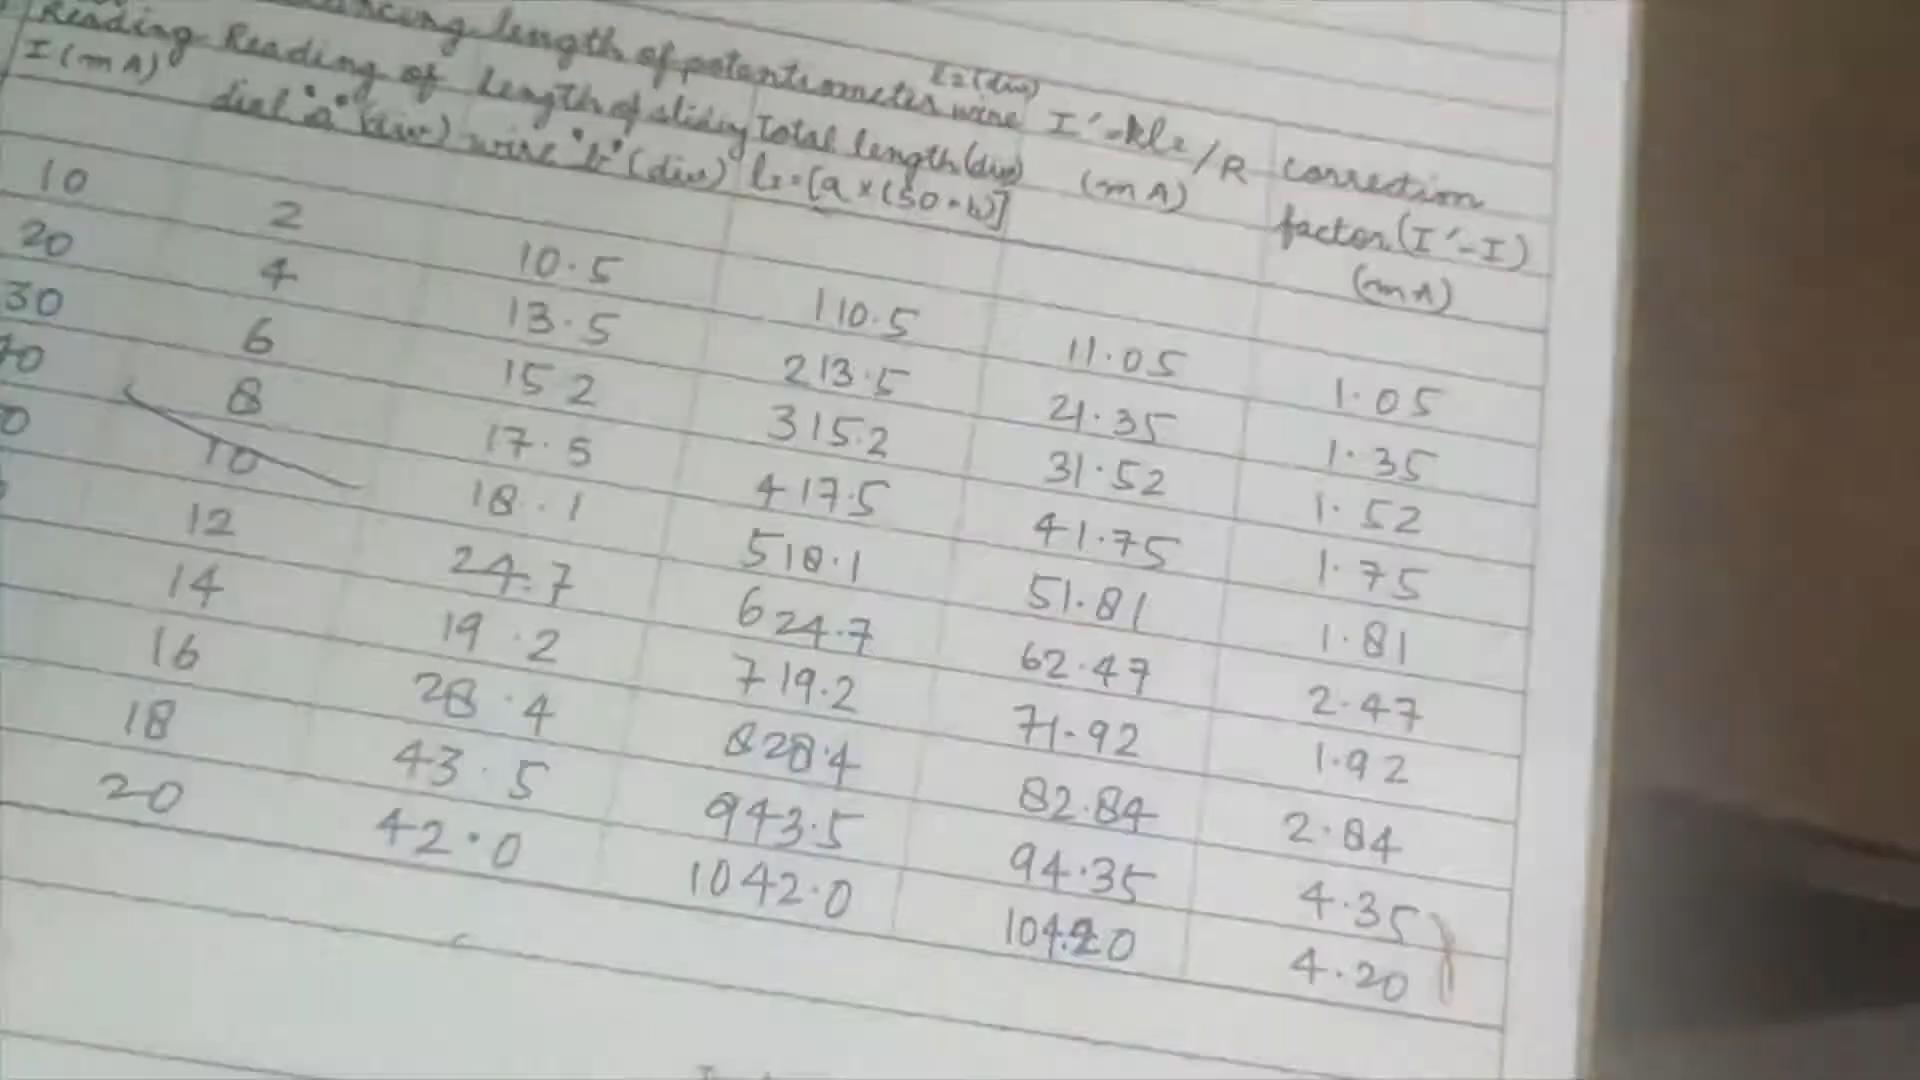 length of potentiometer wire l2 (div)
Reading Reading of Length of sliding Total length (div) I' = kl2/R correction
I (mA) dial "a" (div) wire "b" (div) l2 = [a x (50 + b)] (mA) factor (I' - I)
(mA)
10 2 10.5 110.5 11.05 1.05
20 4 13.5 213.5 21.35 1.35
30 6 15 2 315.2 31.52 1.52
8 17.5 417.5 41.75 1.75
10 18.1 518.1 51.81 1.81
12 24.7 624.7 62.47 2.47
14 19.2 719.2 71.92 1.92
16 28.4 828.4 82.84 2.84
18 43.5 943.5 94.35 4.35
20 42.0 1042.0 104.20 4.20